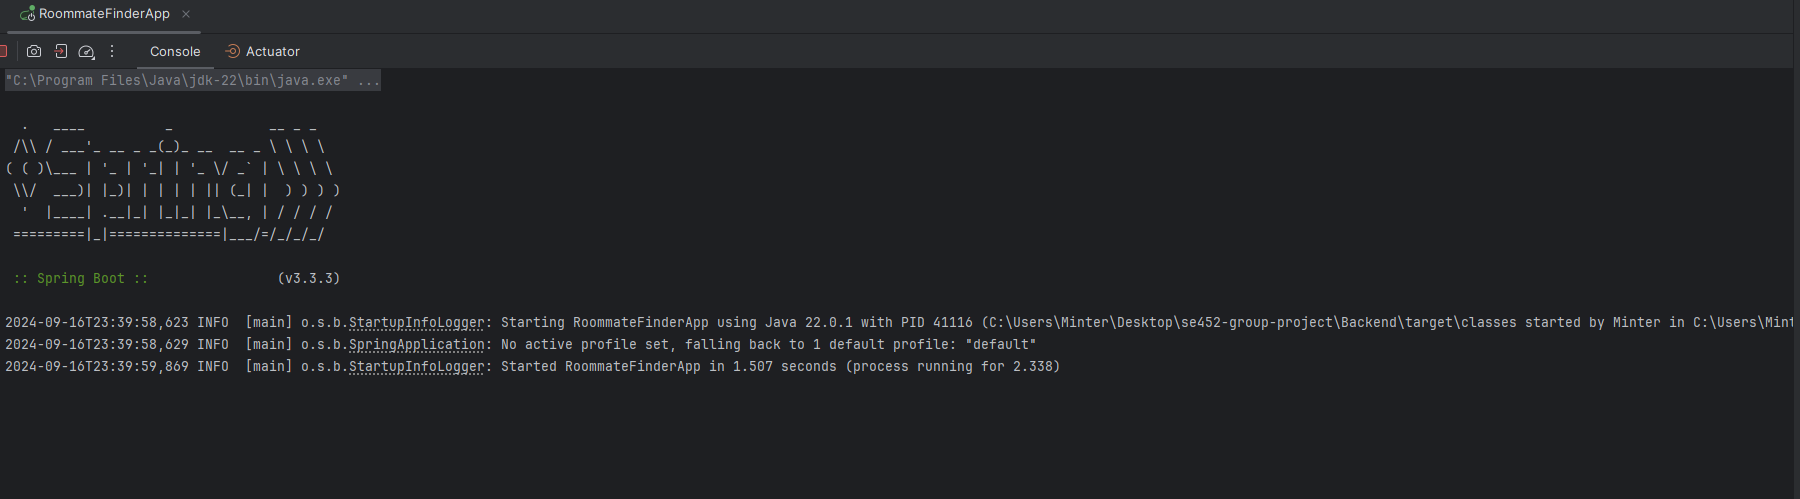 RoommateFinderApp
Console Actuator
"C:\Program Files\Java\jdk-22\bin\java.exe" ...
  .   ____          _            __ _ _
 /\\ / ___'_ __ _ _(_)_ __  __ _ \ \ \ \
( ( )\___ | '_ | '_| | '_ \/ _` | \ \ \ \
 \\/  ___)| |_)| | | | | || (_| |  ) ) ) )
  '  |____| .__|_| |_|_| |_\__, | / / / /
 =========|_|==============|___/=/_/_/_/
 :: Spring Boot ::                (v3.3.3)
2024-09-16T23:39:58,623 INFO  [main] o.s.b.StartupInfoLogger: Starting RoommateFinderApp using Java 22.0.1 with PID 41116 (C:\Users\Minter\Desktop\se452-group-project\Backend\target\classes started by Minter in C:\Users\Mint
2024-09-16T23:39:58,629 INFO  [main] o.s.b.SpringApplication: No active profile set, falling back to 1 default profile: "default"
2024-09-16T23:39:59,869 INFO  [main] o.s.b.StartupInfoLogger: Started RoommateFinderApp in 1.507 seconds (process running for 2.338)